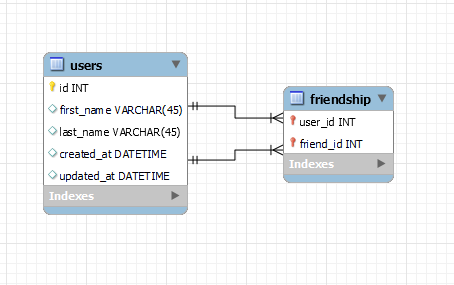 users
id INT
first_name VARCHAR(45)
last_name VARCHAR(45)
created_at DATETIME
updated_at DATETIME
Indexes
friendship
user_id INT
friend_id INT
Indexes